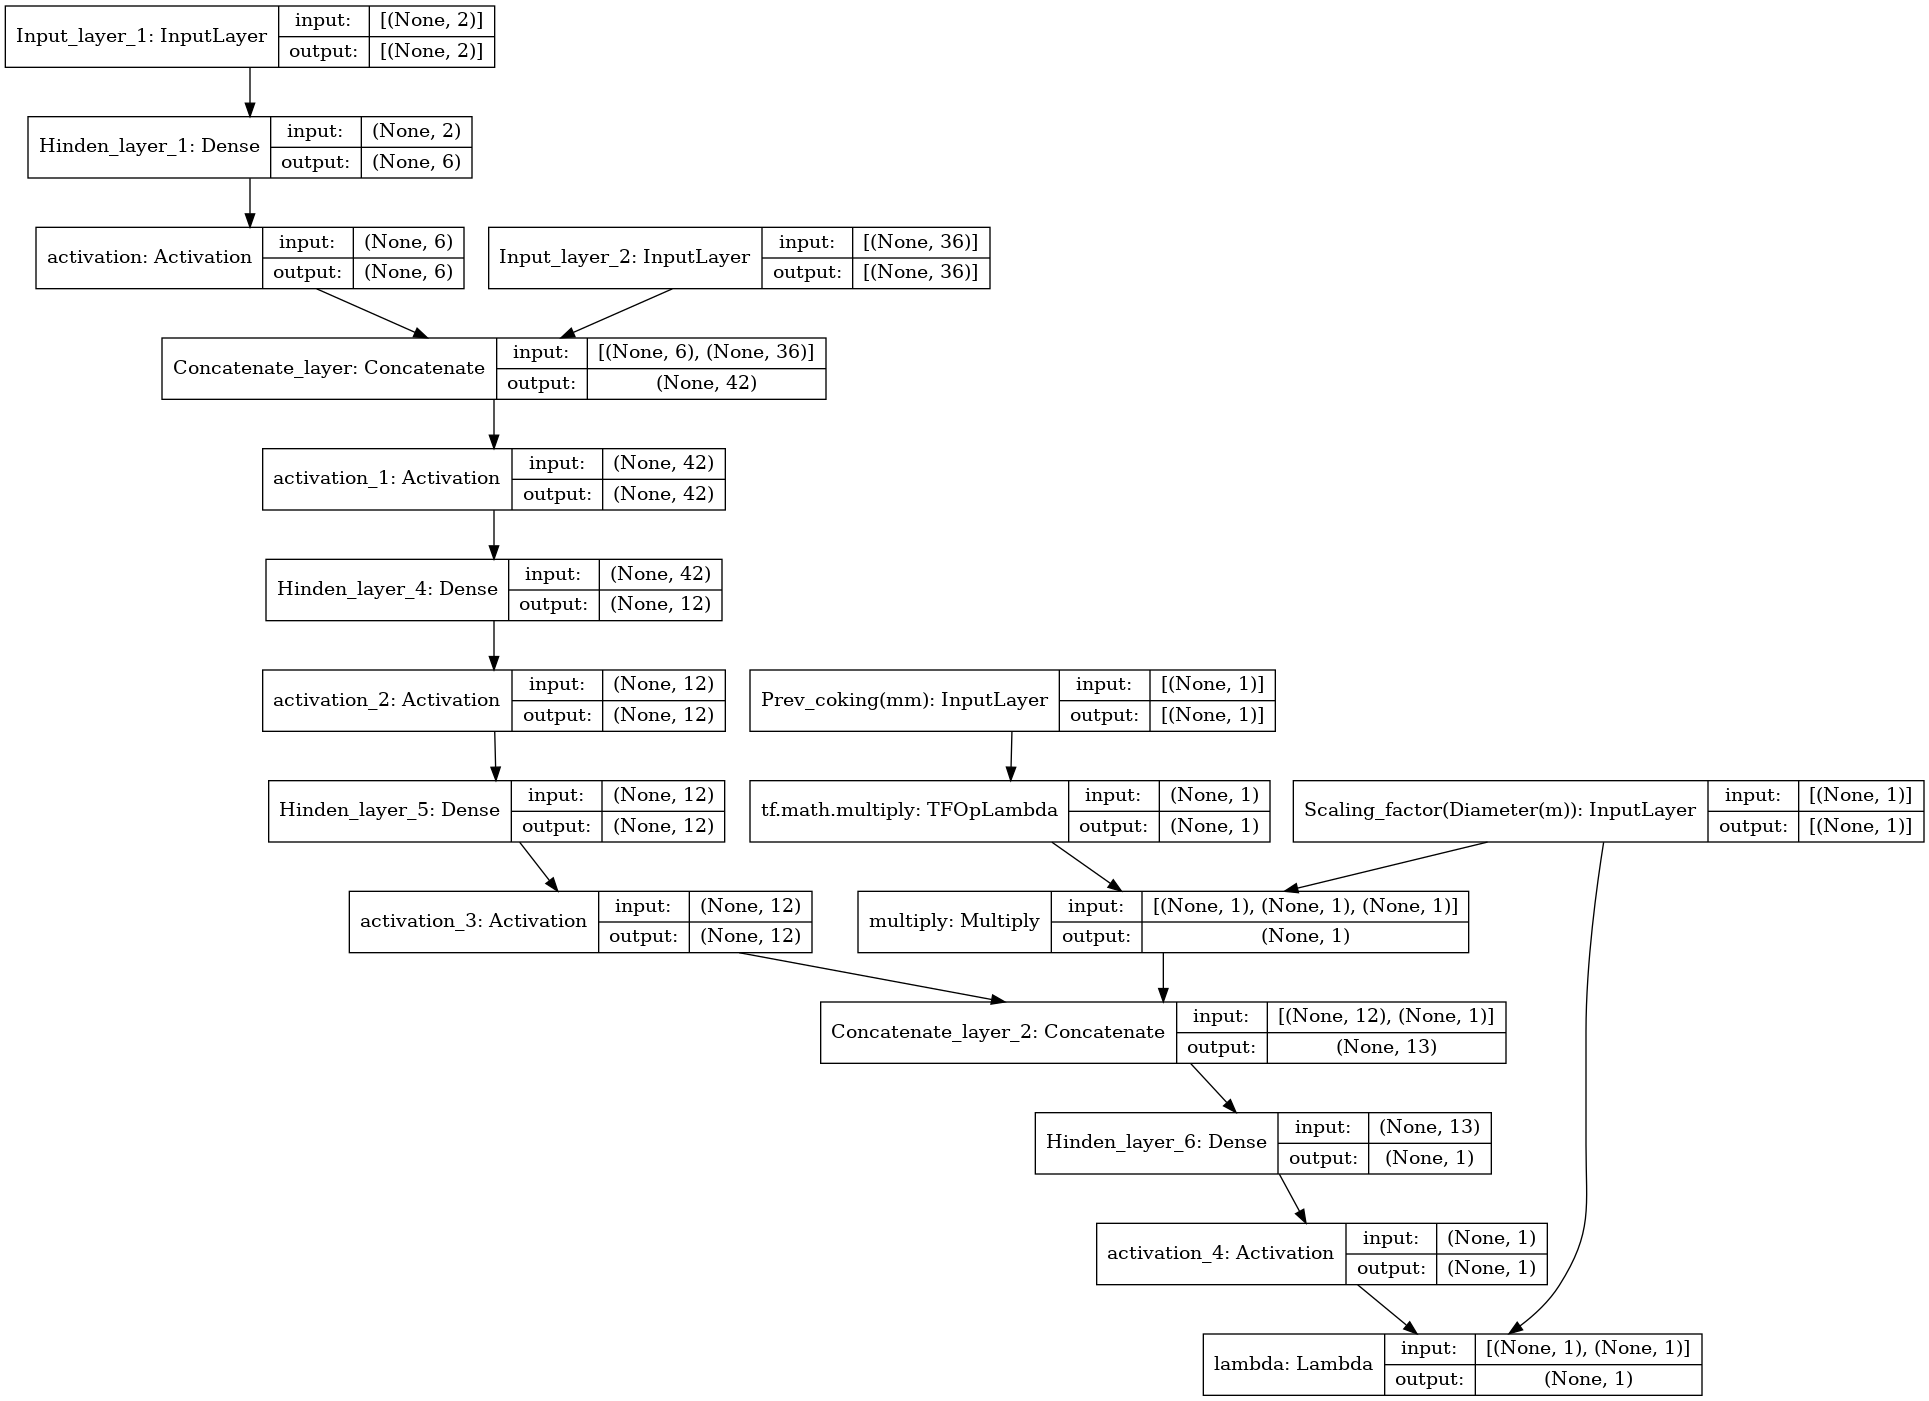 Input_layer_1: InputLayer
input:
[(None, 2)]
output:
[(None, 2)]
Hinden_layer_1: Dense
input:
(None, 2)
output:
(None, 6)
activation: Activation
input:
(None, 6)
output:
(None, 6)
Input_layer_2: InputLayer
input:
[(None, 36)]
output:
[(None, 36)]
Concatenate_layer: Concatenate
input:
[(None, 6), (None, 36)]
output:
(None, 42)
activation_1: Activation
input:
(None, 42)
output:
(None, 42)
Hinden_layer_4: Dense
input:
(None, 42)
output:
(None, 12)
activation_2: Activation
input:
(None, 12)
output:
(None, 12)
Prev_coking(mm): InputLayer
input:
[(None, 1)]
output:
[(None, 1)]
Hinden_layer_5: Dense
input:
(None, 12)
output:
(None, 12)
tf.math.multiply: TFOpLambda
input:
(None, 1)
output:
(None, 1)
Scaling_factor(Diameter(m)): InputLayer
input:
[(None, 1)]
output:
[(None, 1)]
activation_3: Activation
input:
(None, 12)
output:
(None, 12)
multiply: Multiply
input:
[(None, 1), (None, 1), (None, 1)]
output:
(None, 1)
Concatenate_layer_2: Concatenate
input:
[(None, 12), (None, 1)]
output:
(None, 13)
Hinden_layer_6: Dense
input:
(None, 13)
output:
(None, 1)
activation_4: Activation
input:
(None, 1)
output:
(None, 1)
lambda: Lambda
input:
[(None, 1), (None, 1)]
output:
(None, 1)